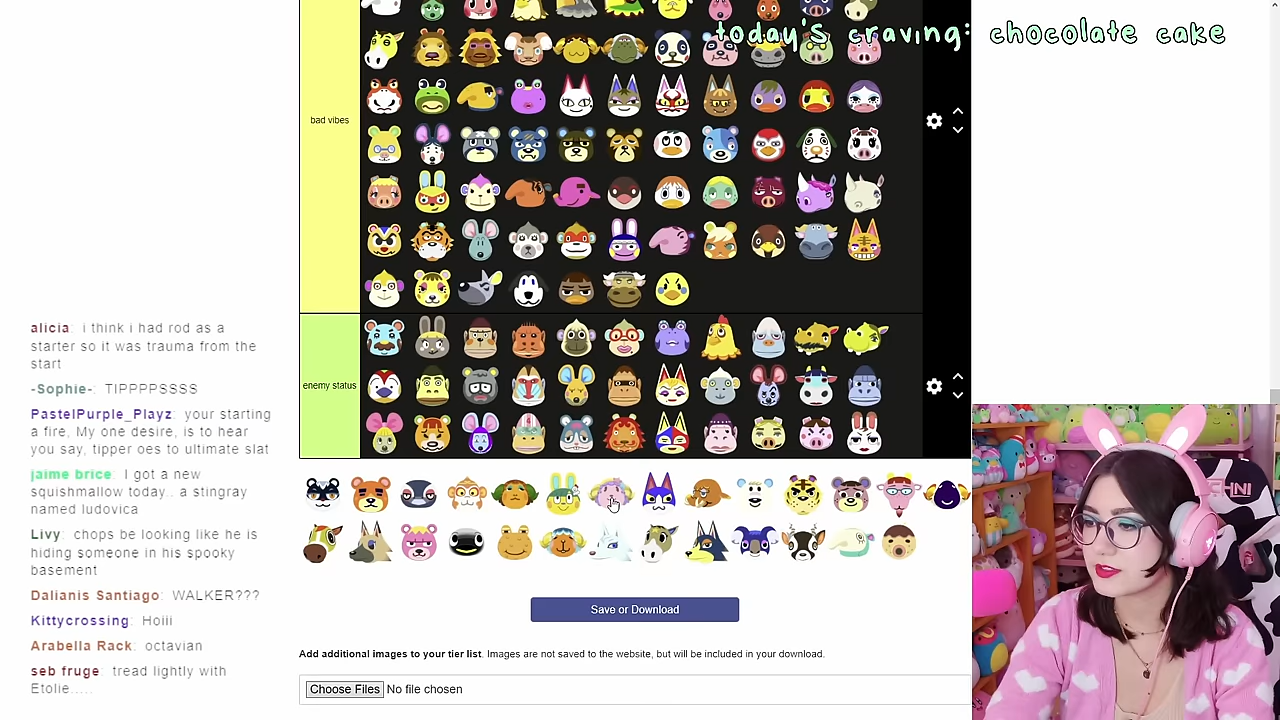 today's craving: chocolate cake
bad vibes
enemy status
alicia: i think i had rod as a
starter so it was trauma from the
start
-Sophie-: TIPPPPSSSS
PastelPurple_Playz: your starting
a fire, My one desire, is to hear
you say, tipper oes to ultimate slat
jaime brice: I got a new
squishmallow today.. a stingray
named ludovica
Livy: chops be looking like he is
hiding someone in his spooky
basement
Dalianis Santiago: WALKER???
Kittycrossing: Hoiii
Arabella Rack: octavian
seb fruge: tread lightly with
Etolie.....
Save or Download
Add additional images to your tier list. Images are not saved to the website, but will be included in your download.
Choose Files No file chosen